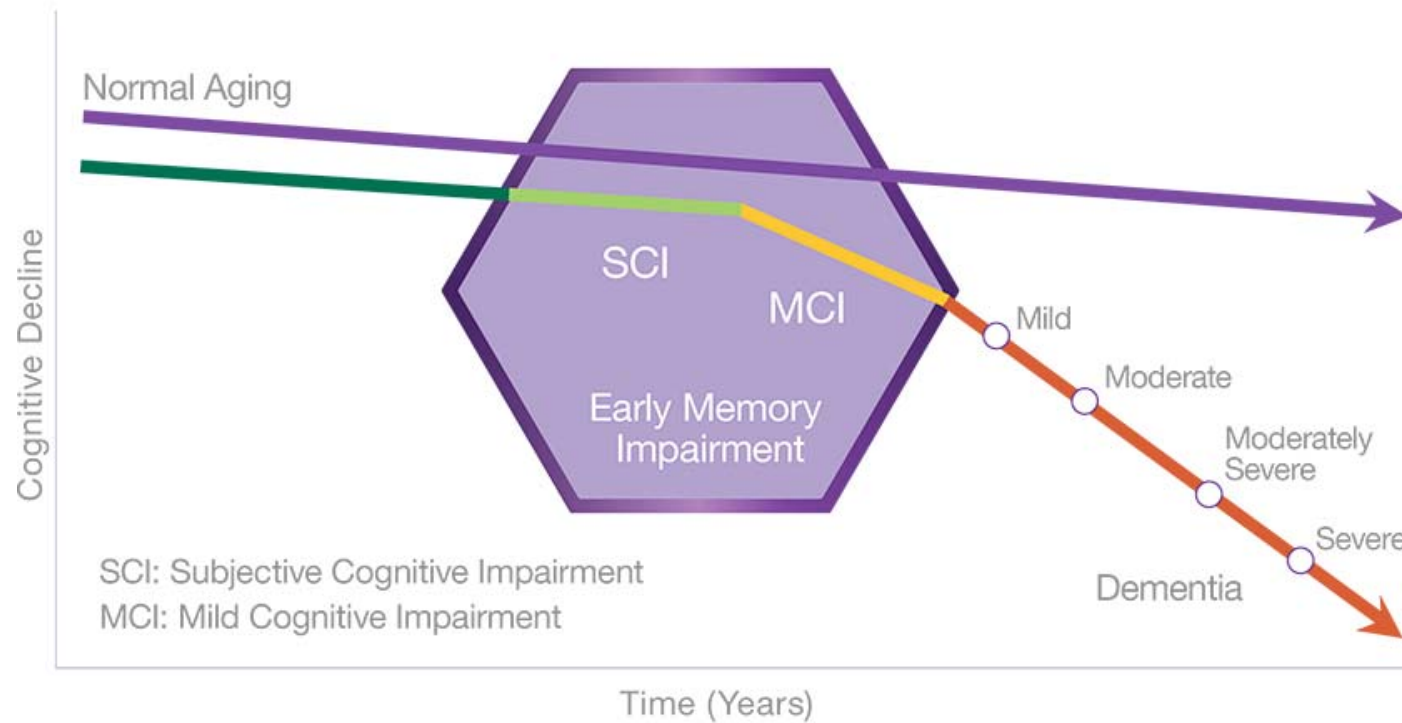 Normal Aging
Cognitive Decline
SCI
MCI
Early Memory
Impairment
Mild
Moderate
Moderately
Severe
Severe
Dementia
SCI: Subjective Cognitive Impairment
MCI: Mild Cognitive Impairment
Time (Years)